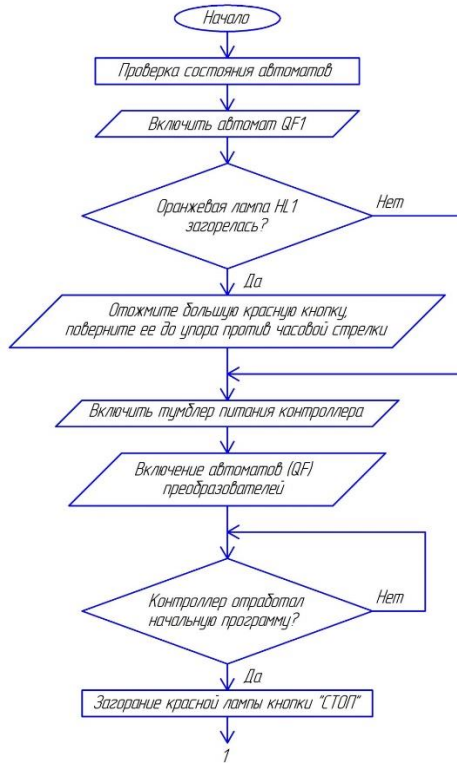 Начало
Проверка состояния автоматов
Включить автомат QF1
Оранжевая лампа HL1
загорелась?
Нет
Да
Отожмите большую красную кнопку,
поверните ее до упора против часовой стрелки
Включить тумблер питания контроллера
Включение автоматов (QF)
преобразователей
Контроллер отработал
начальную программу?
Нет
Да
Загорание красной лампы кнопки "СТОП"
1